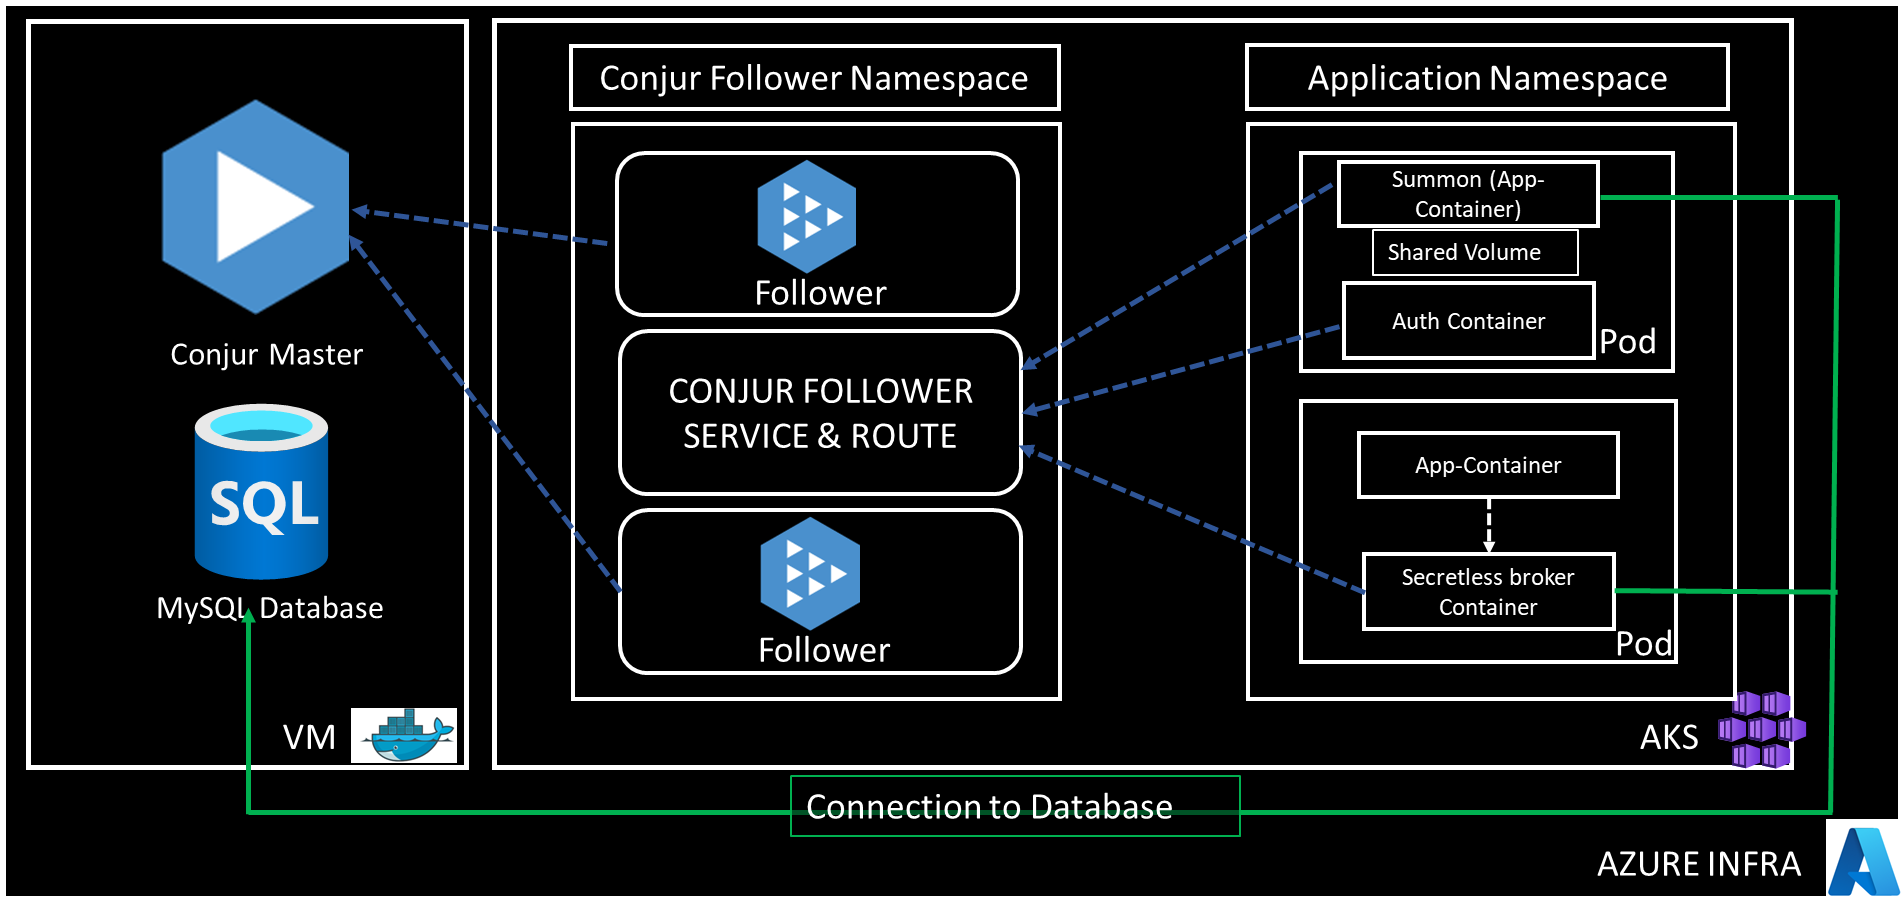 Conjur Follower Namespace
Application Namespace
Conjur Master
SQL
MySQL Database
VM
Follower
CONJUR FOLLOWER
SERVICE & ROUTE
Follower
Summon (App-
Container)
Shared Volume
Auth Container
Pod
App-Container
Secretless broker
Container
Pod
AKS
Connection to Database
AZURE INFRA